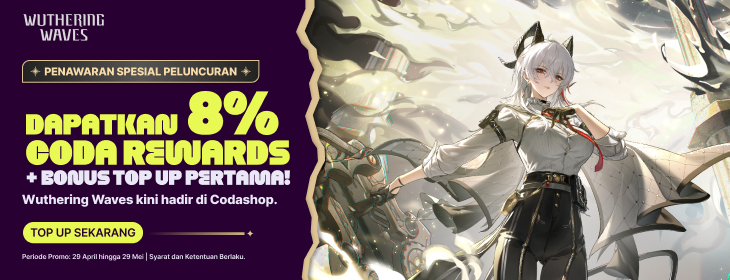 WUTHERING
WAVES
PENAWARAN SPESIAL PELUNCURAN
DAPATKAN 8%
CODA REWARDS
+ BONUS TOP UP PERTAMA!
Wuthering Waves kini hadir di Codashop.
TOP UP SEKARANG
Periode Promo: 29 April hingga 29 Mei | Syarat dan Ketentuan Berlaku.